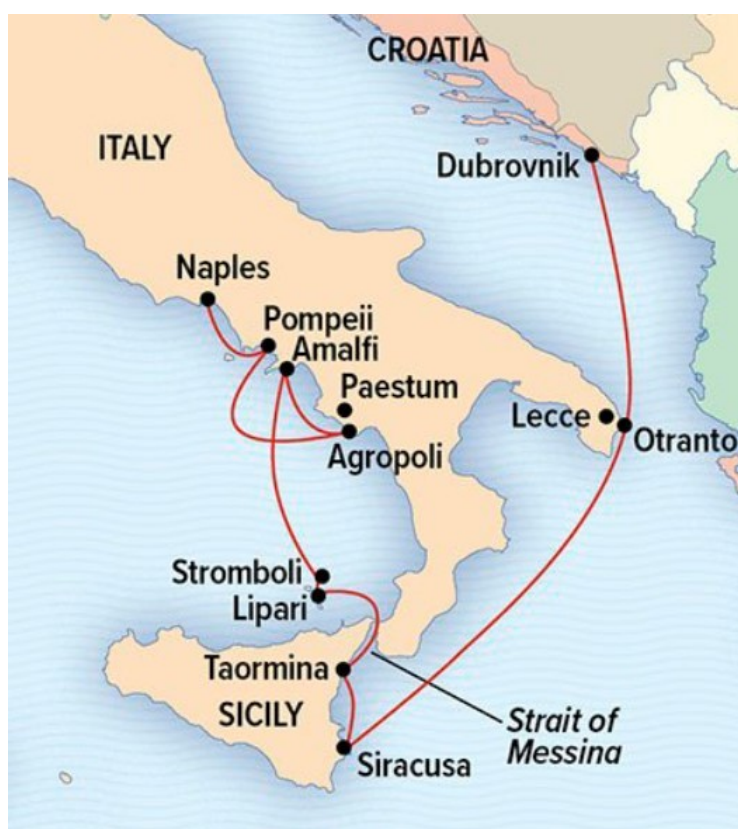 CROATIA
ITALY
Dubrovnik
Naples
Pompeii
Amalfi
Paestum
Lecce
Otranto
Agropoli
Stromboli
Lipari
Taormina
SICILY
Strait of
Messina
Siracusa